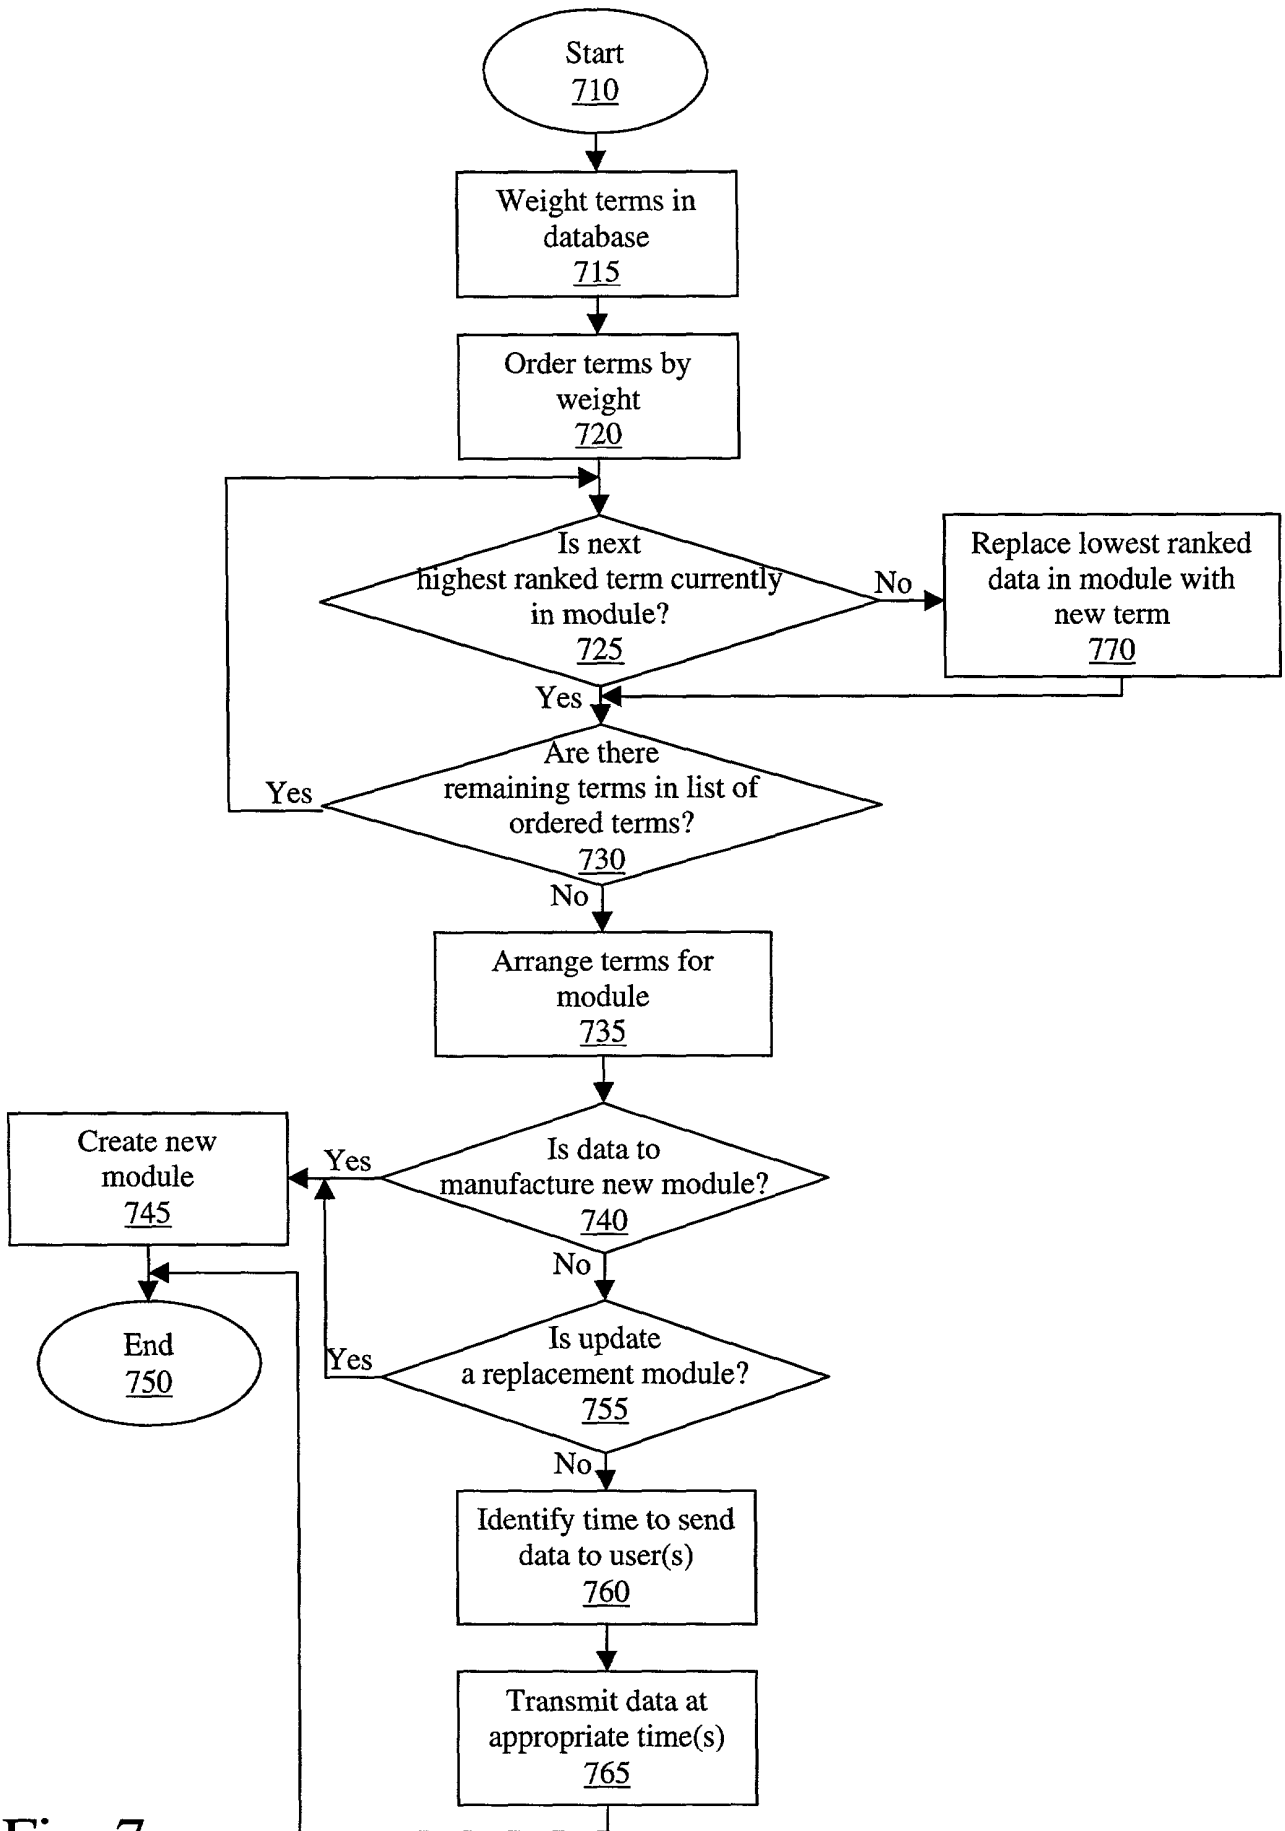 Start
710
Weight terms in
database
715
Order terms by
weight
720
Is next
highest ranked term currently
in module?
725
No
Replace lowest ranked
data in module with
new term
770
Yes
Are there
remaining terms in list of
ordered terms?
730
Yes
No
Arrange terms for
module
735
Is data to
manufacture new module?
740
Yes
Create new
module
745
No
End
750
Is update
a replacement module?
755
Yes
No
Identify time to send
data to user(s)
760
Transmit data at
appropriate time(s)
765
Fig. 7